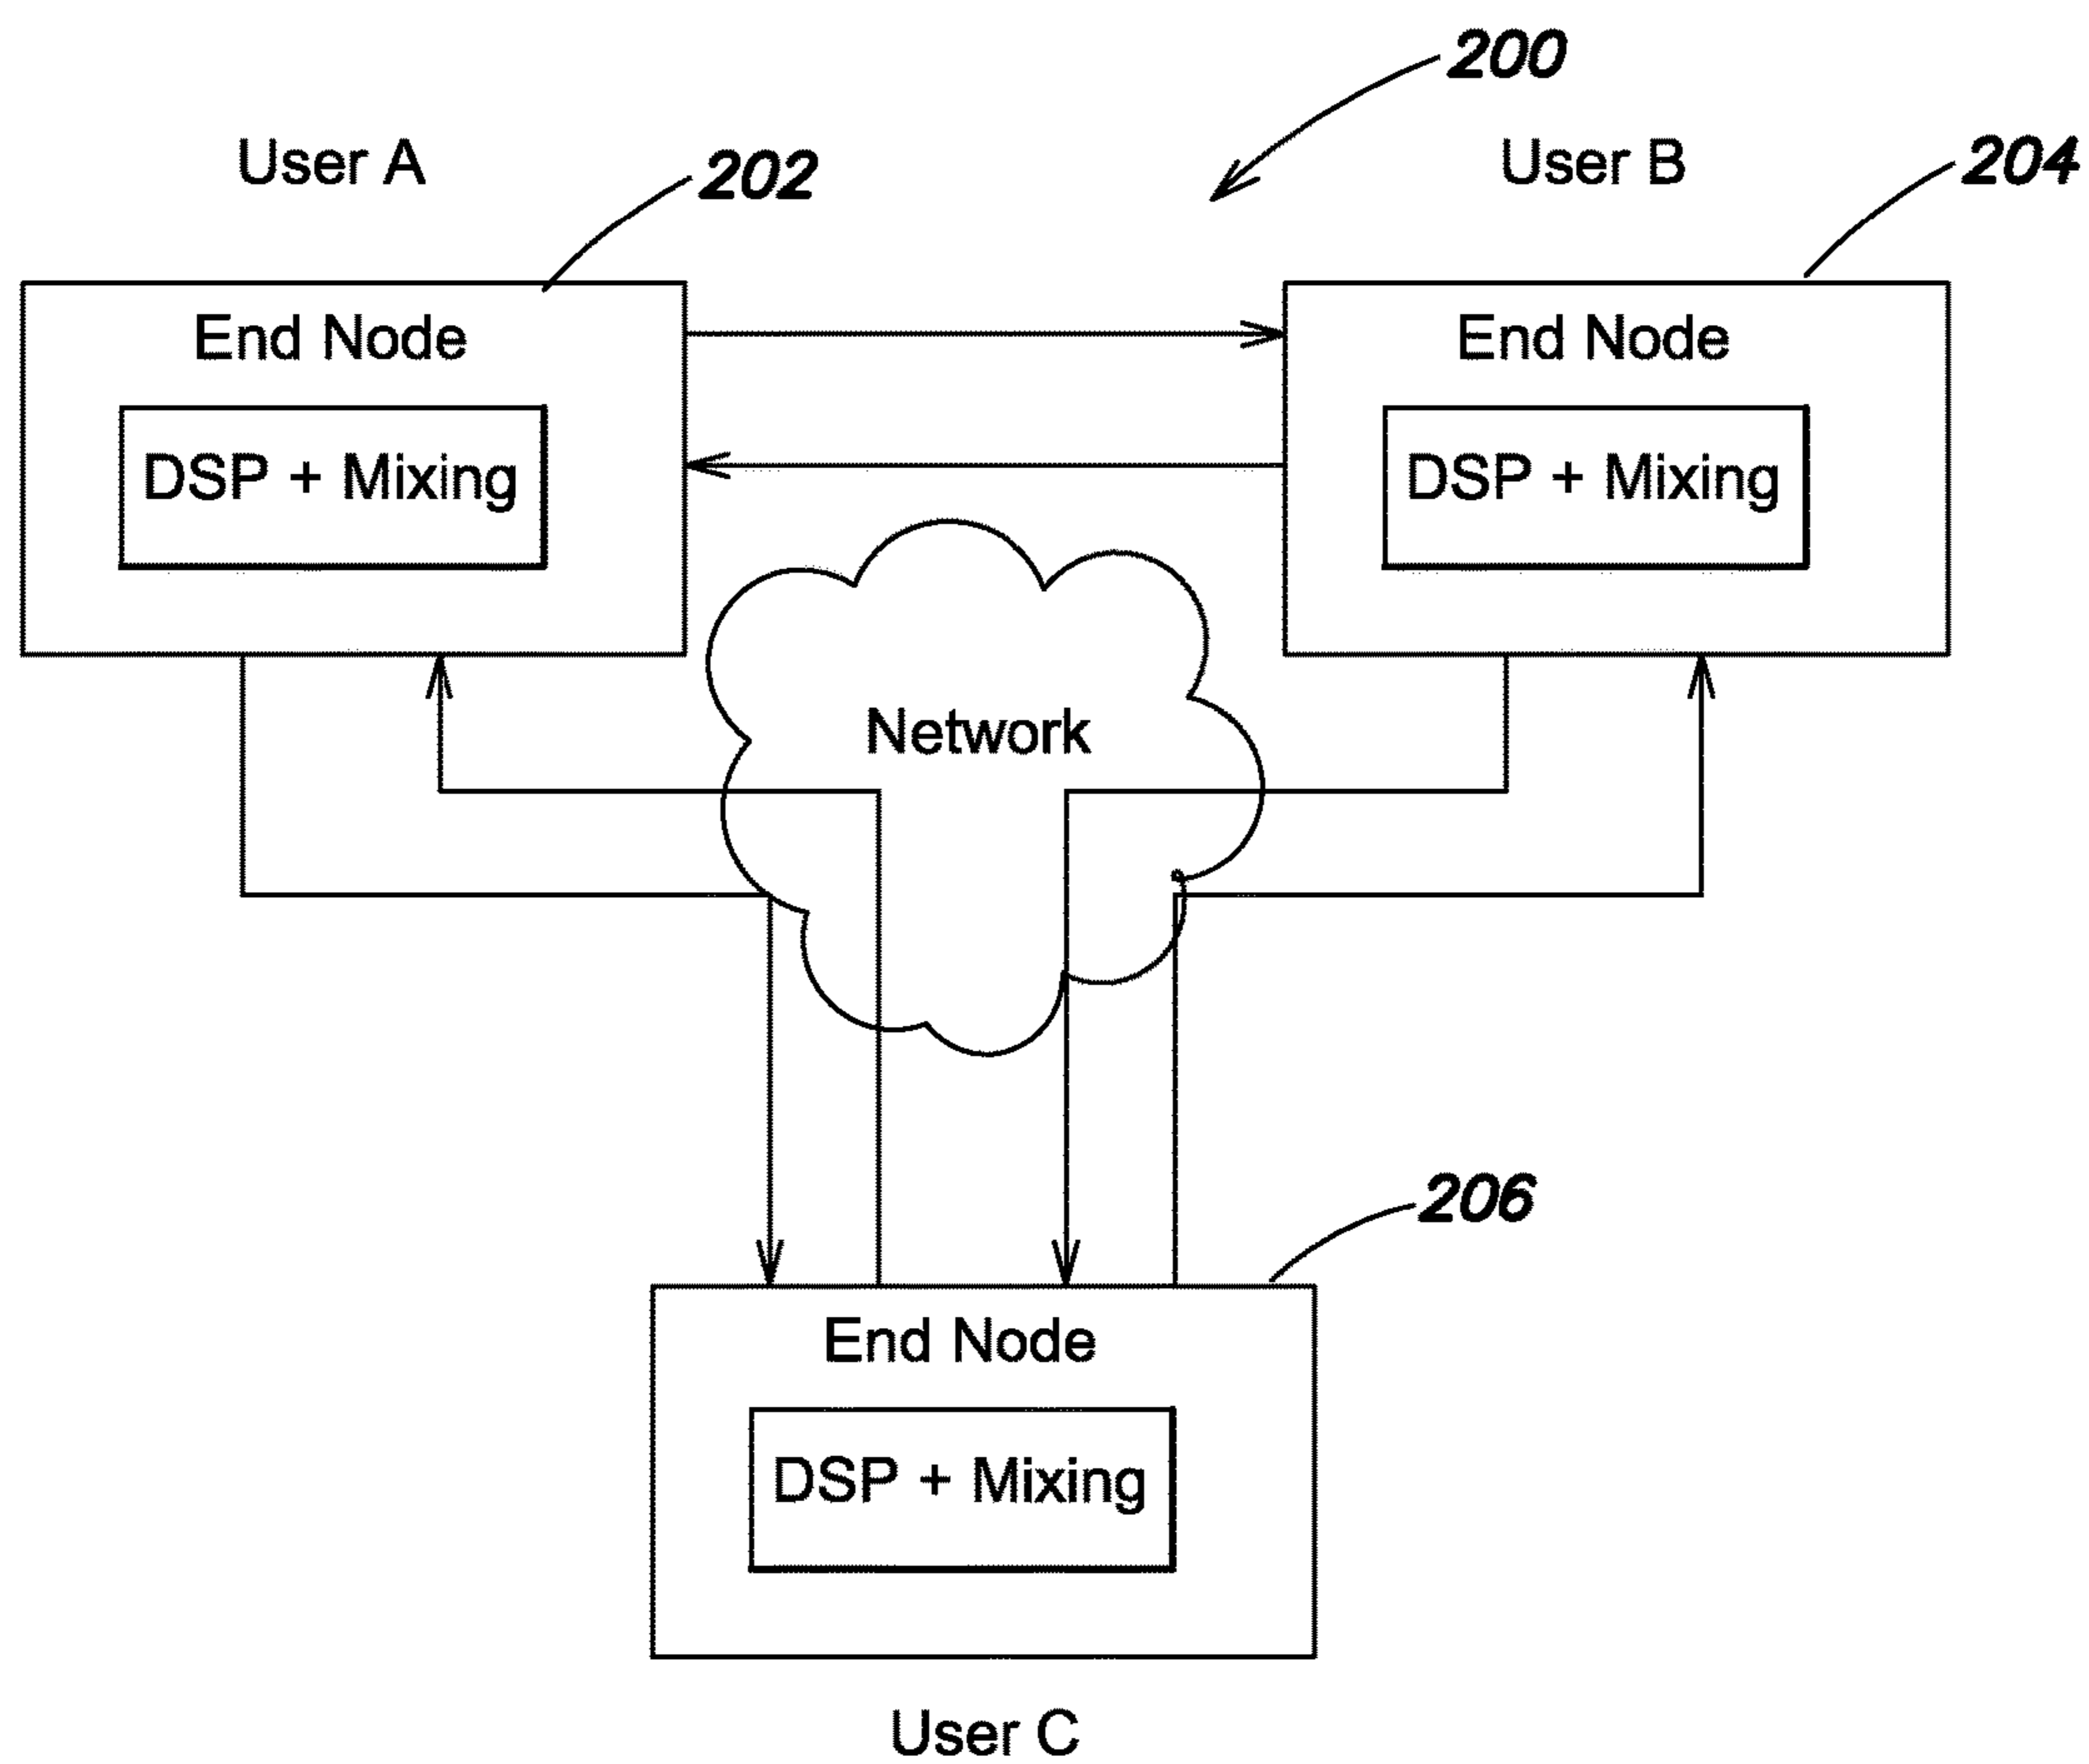 200
User A
202
User B
204
End Node
DSP + Mixing
End Node
DSP + Mixing
Network
206
End Node
DSP + Mixing
User C